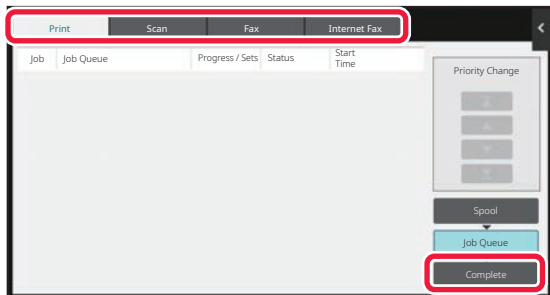 Print Scan Fax Internet Fax
Job Job Queue Progress / Sets Status Start
Time
Priority Change
Spool
Job Queue
Complete